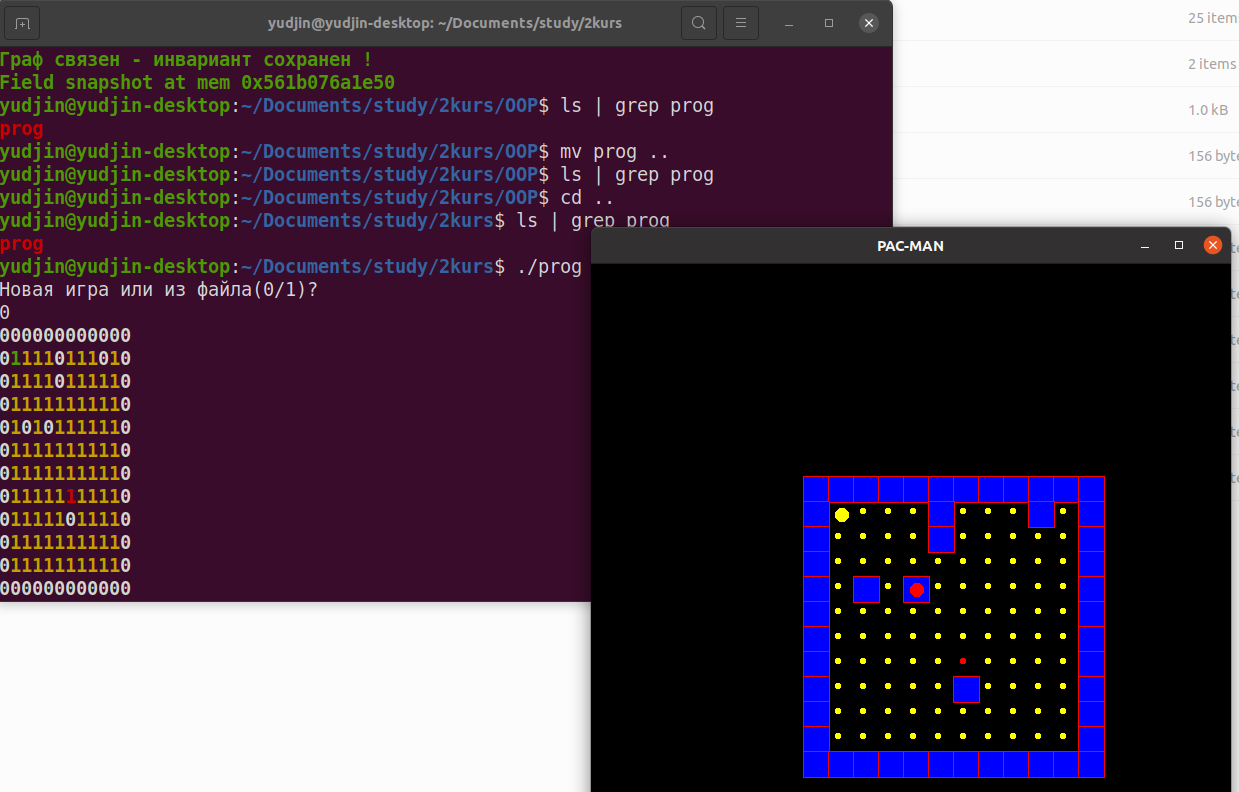 yudjin@yudjin-desktop: ~/Documents/study/2kurs
Граф связен - инвариант сохранен !
Field snapshot at mem 0x561b076a1e50
yudjin@yudjin-desktop:~/Documents/study/2kurs/OOP$ ls | grep prog
prog
yudjin@yudjin-desktop:~/Documents/study/2kurs/OOP$ mv prog ..
yudjin@yudjin-desktop:~/Documents/study/2kurs/OOP$ ls | grep prog
yudjin@yudjin-desktop:~/Documents/study/2kurs/OOP$ cd ..
yudjin@yudjin-desktop:~/Documents/study/2kurs$ ls | grep prog
prog
yudjin@yudjin-desktop:~/Documents/study/2kurs$ ./prog
Новая игра или из файла(0/1)?
0
000000000000
011110111010
011110111110
011111111110
010101111110
011111111110
011111111110
011111111110
011111011110
011111111110
011111111110
000000000000
PAC-MAN
25 item
2 items
1.0 kB
156 byte
156 byte